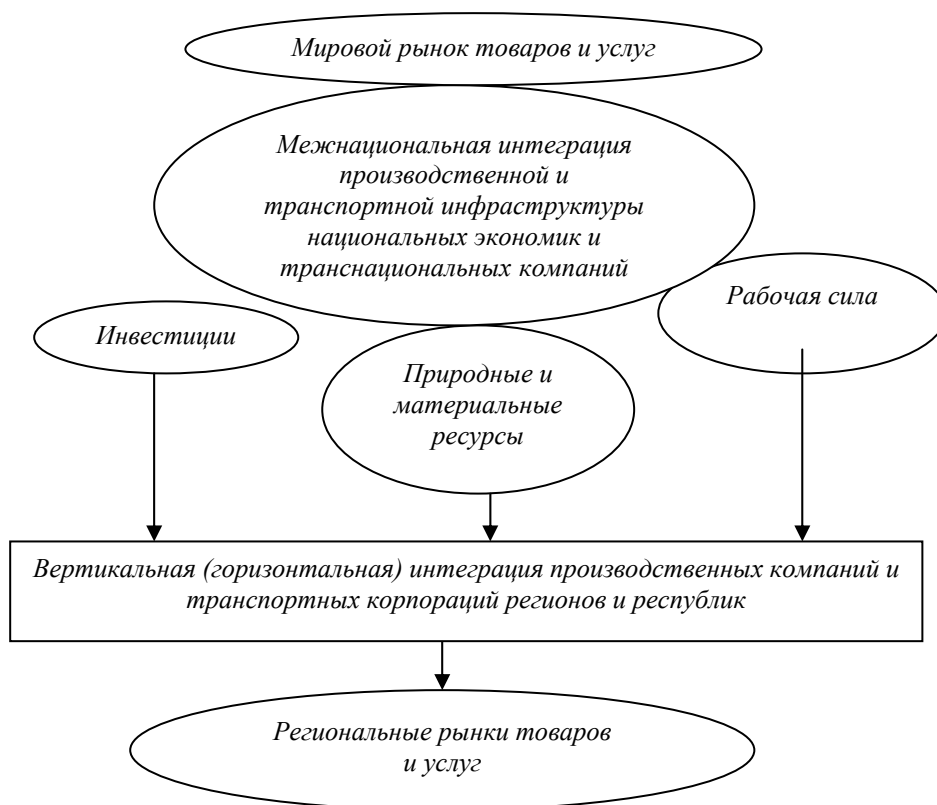 Мировой рынок товаров и услуг
Межнациональная интеграция
производственной и
транспортной инфраструктуры
национальных экономик и
транснациональных компаний
Инвестиции
Природные и
материальные
ресурсы
Рабочая сила
Вертикальная (горизонтальная) интеграция производственных компаний и
транспортных корпораций регионов и республик
Региональные рынки товаров
и услуг